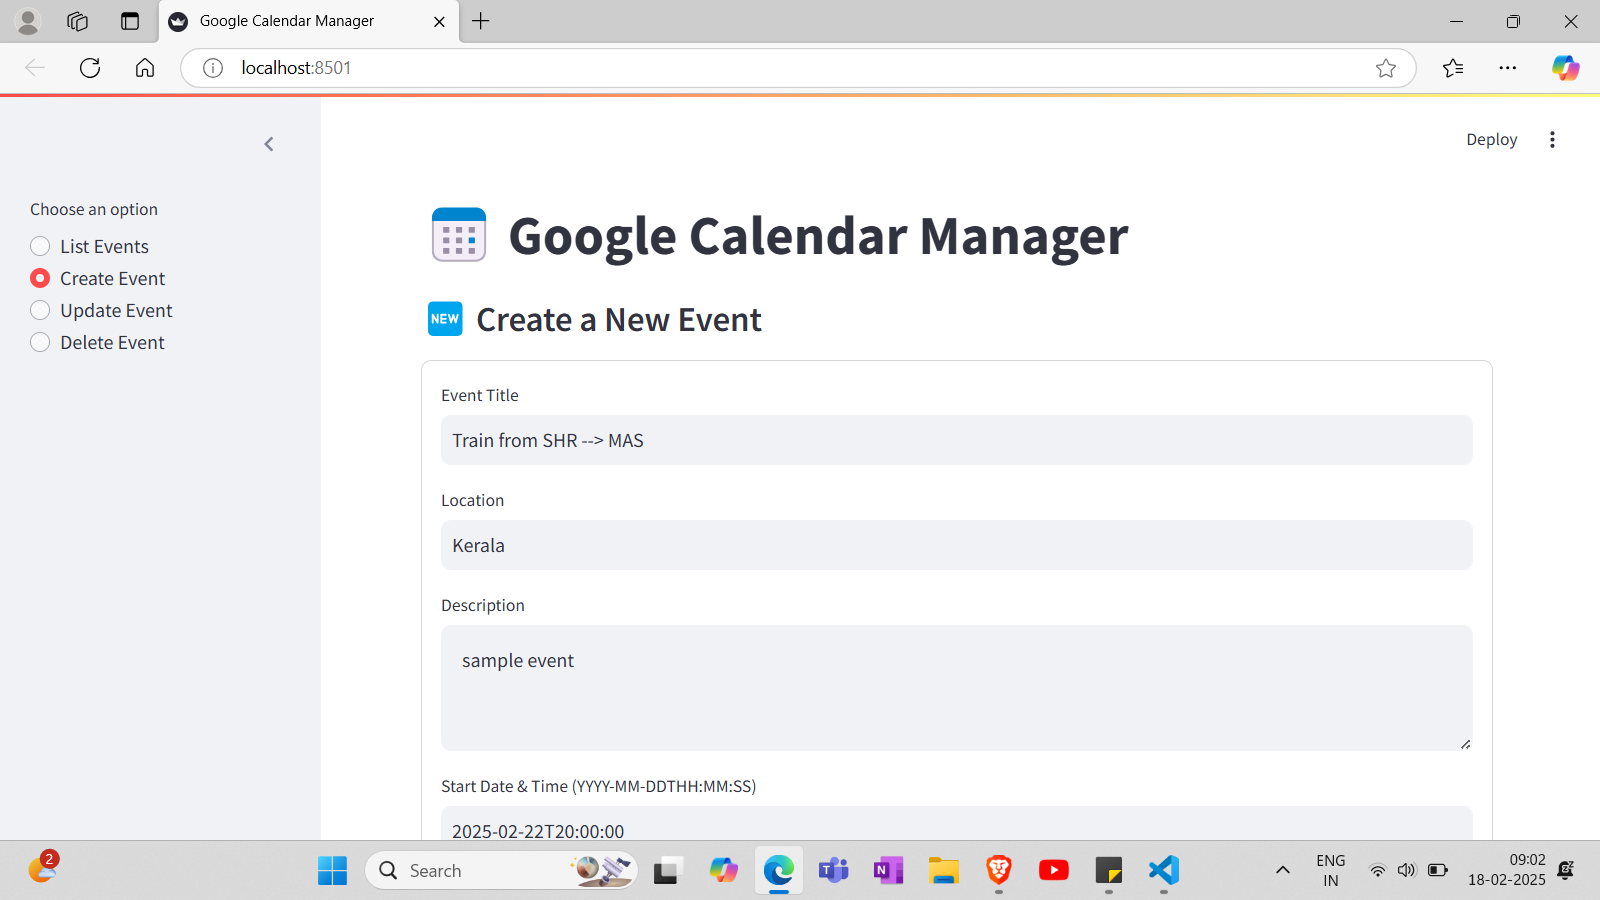 Google Calendar Manager
localhost:8501
Deploy
Choose an option
List Events
Create Event
Update Event
Delete Event
Google Calendar Manager
NEW Create a New Event
Event Title
Train from SHR --> MAS
Location
Kerala
Description
sample event
Start Date & Time (YYYY-MM-DDTHH:MM:SS)
2025-02-22T20:00:00
2
Search
ENG
IN
09:02
18-02-2025